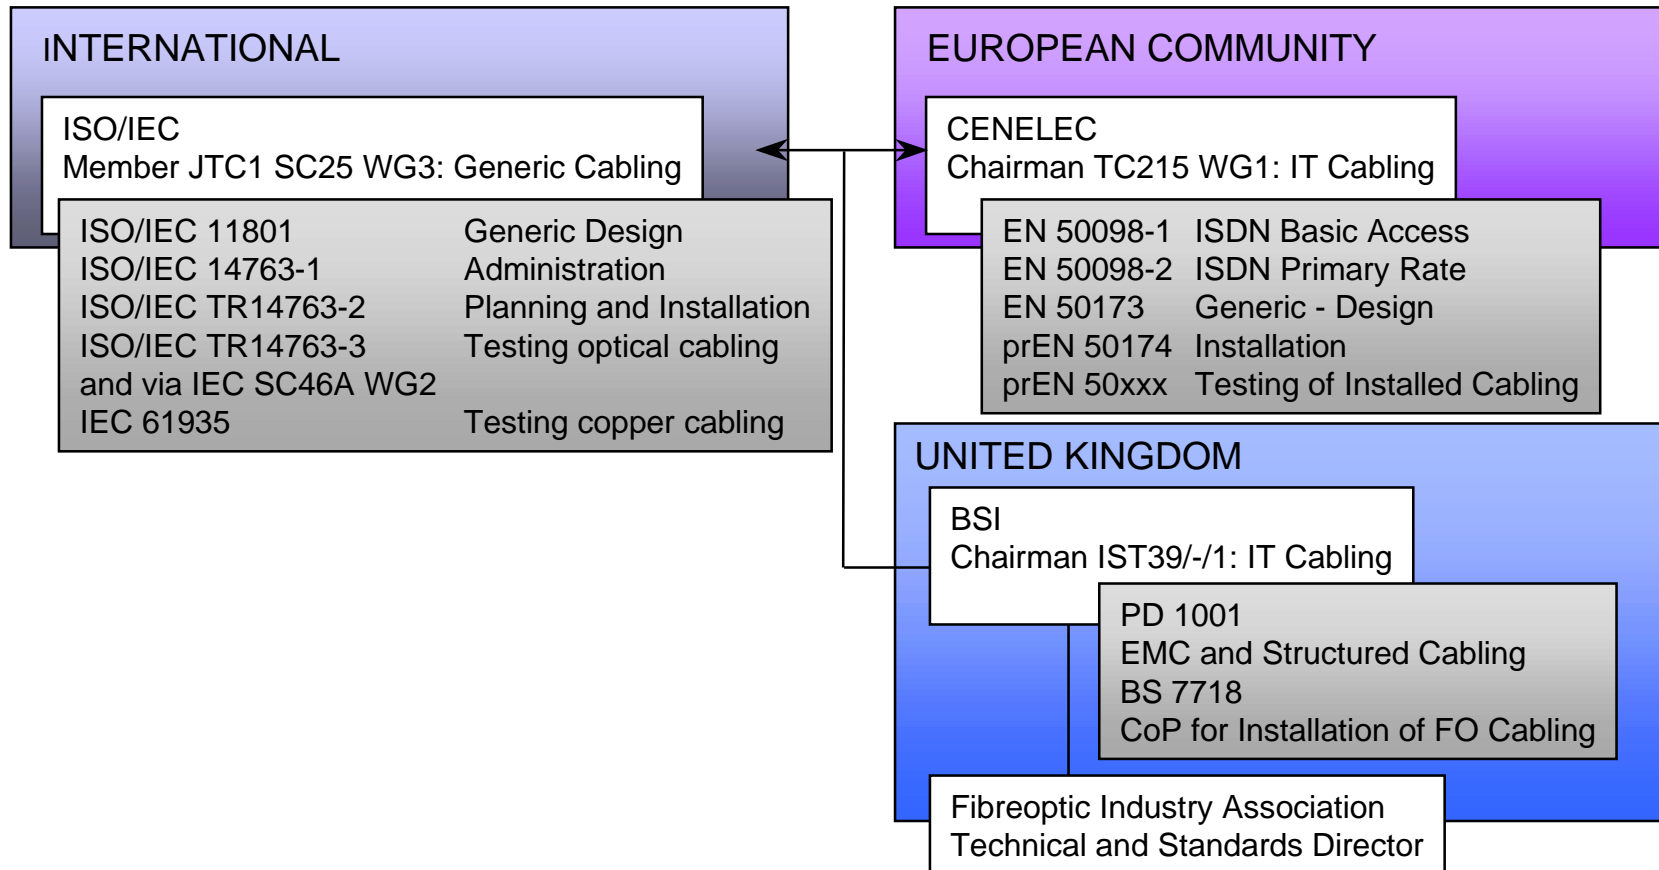 INTERNATIONAL
ISO/IEC
Member JTC1 SC25 WG3: Generic Cabling
ISO/IEC 11801 Generic Design
ISO/IEC 14763-1 Administration
ISO/IEC TR14763-2 Planning and Installation
ISO/IEC TR14763-3 Testing optical cabling
and via IEC SC46A WG2
IEC 61935 Testing copper cabling
EUROPEAN COMMUNITY
CENELEC
Chairman TC215 WG1: IT Cabling
EN 50098-1 ISDN Basic Access
EN 50098-2 ISDN Primary Rate
EN 50173 Generic - Design
prEN 50174 Installation
prEN 50xxx Testing of Installed Cabling
UNITED KINGDOM
BSI
Chairman IST39/-/1: IT Cabling
PD 1001
EMC and Structured Cabling
BS 7718
CoP for Installation of FO Cabling
Fibreoptic Industry Association
Technical and Standards Director